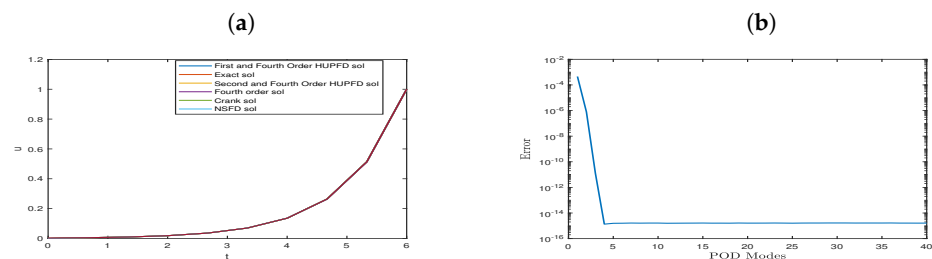 (a)
1.2
1
0.8
0.6
0.4
0.2
0
u
First and Fourth Order HUPFD sol
Exact sol
Second and Fourth Order HUPFD sol
Fourth order sol
Crank sol
NSFD sol
0 1 2 3 4 5 6
t
(b)
10^-2
10^-4
10^-6
10^-8
10^-10
10^-12
10^-14
10^-16
Error
0 5 10 15 20 25 30 35 40
POD Modes